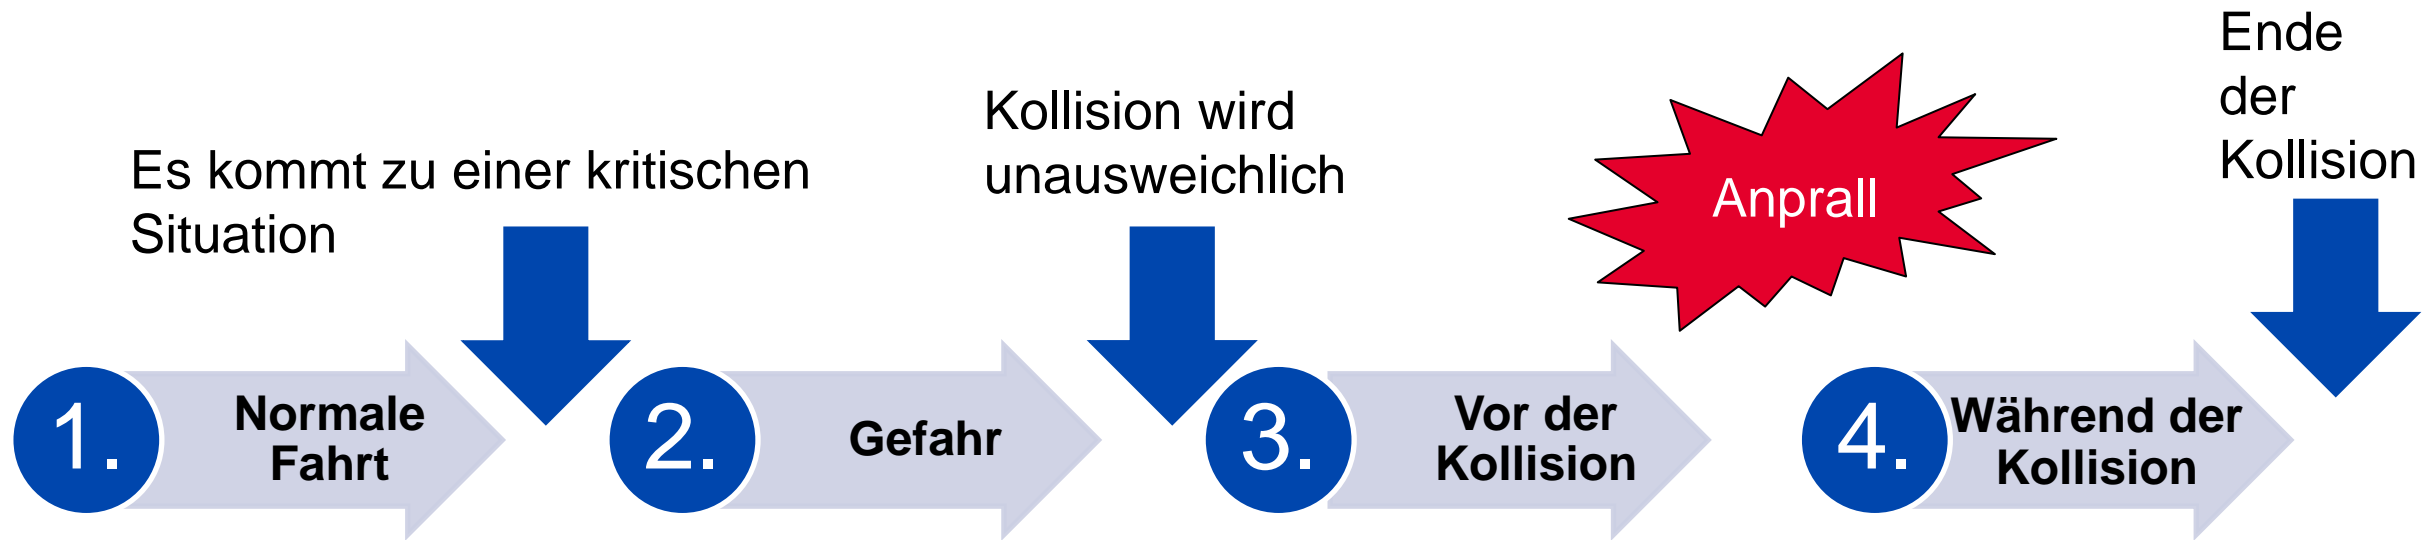 Es kommt zu einer kritischen
Situation
Kollision wird
unausweichlich
Anprall
Ende
der
Kollision
1.
Normale
Fahrt
2.
Gefahr
3.
Vor der
Kollision
4.
Während der
Kollision